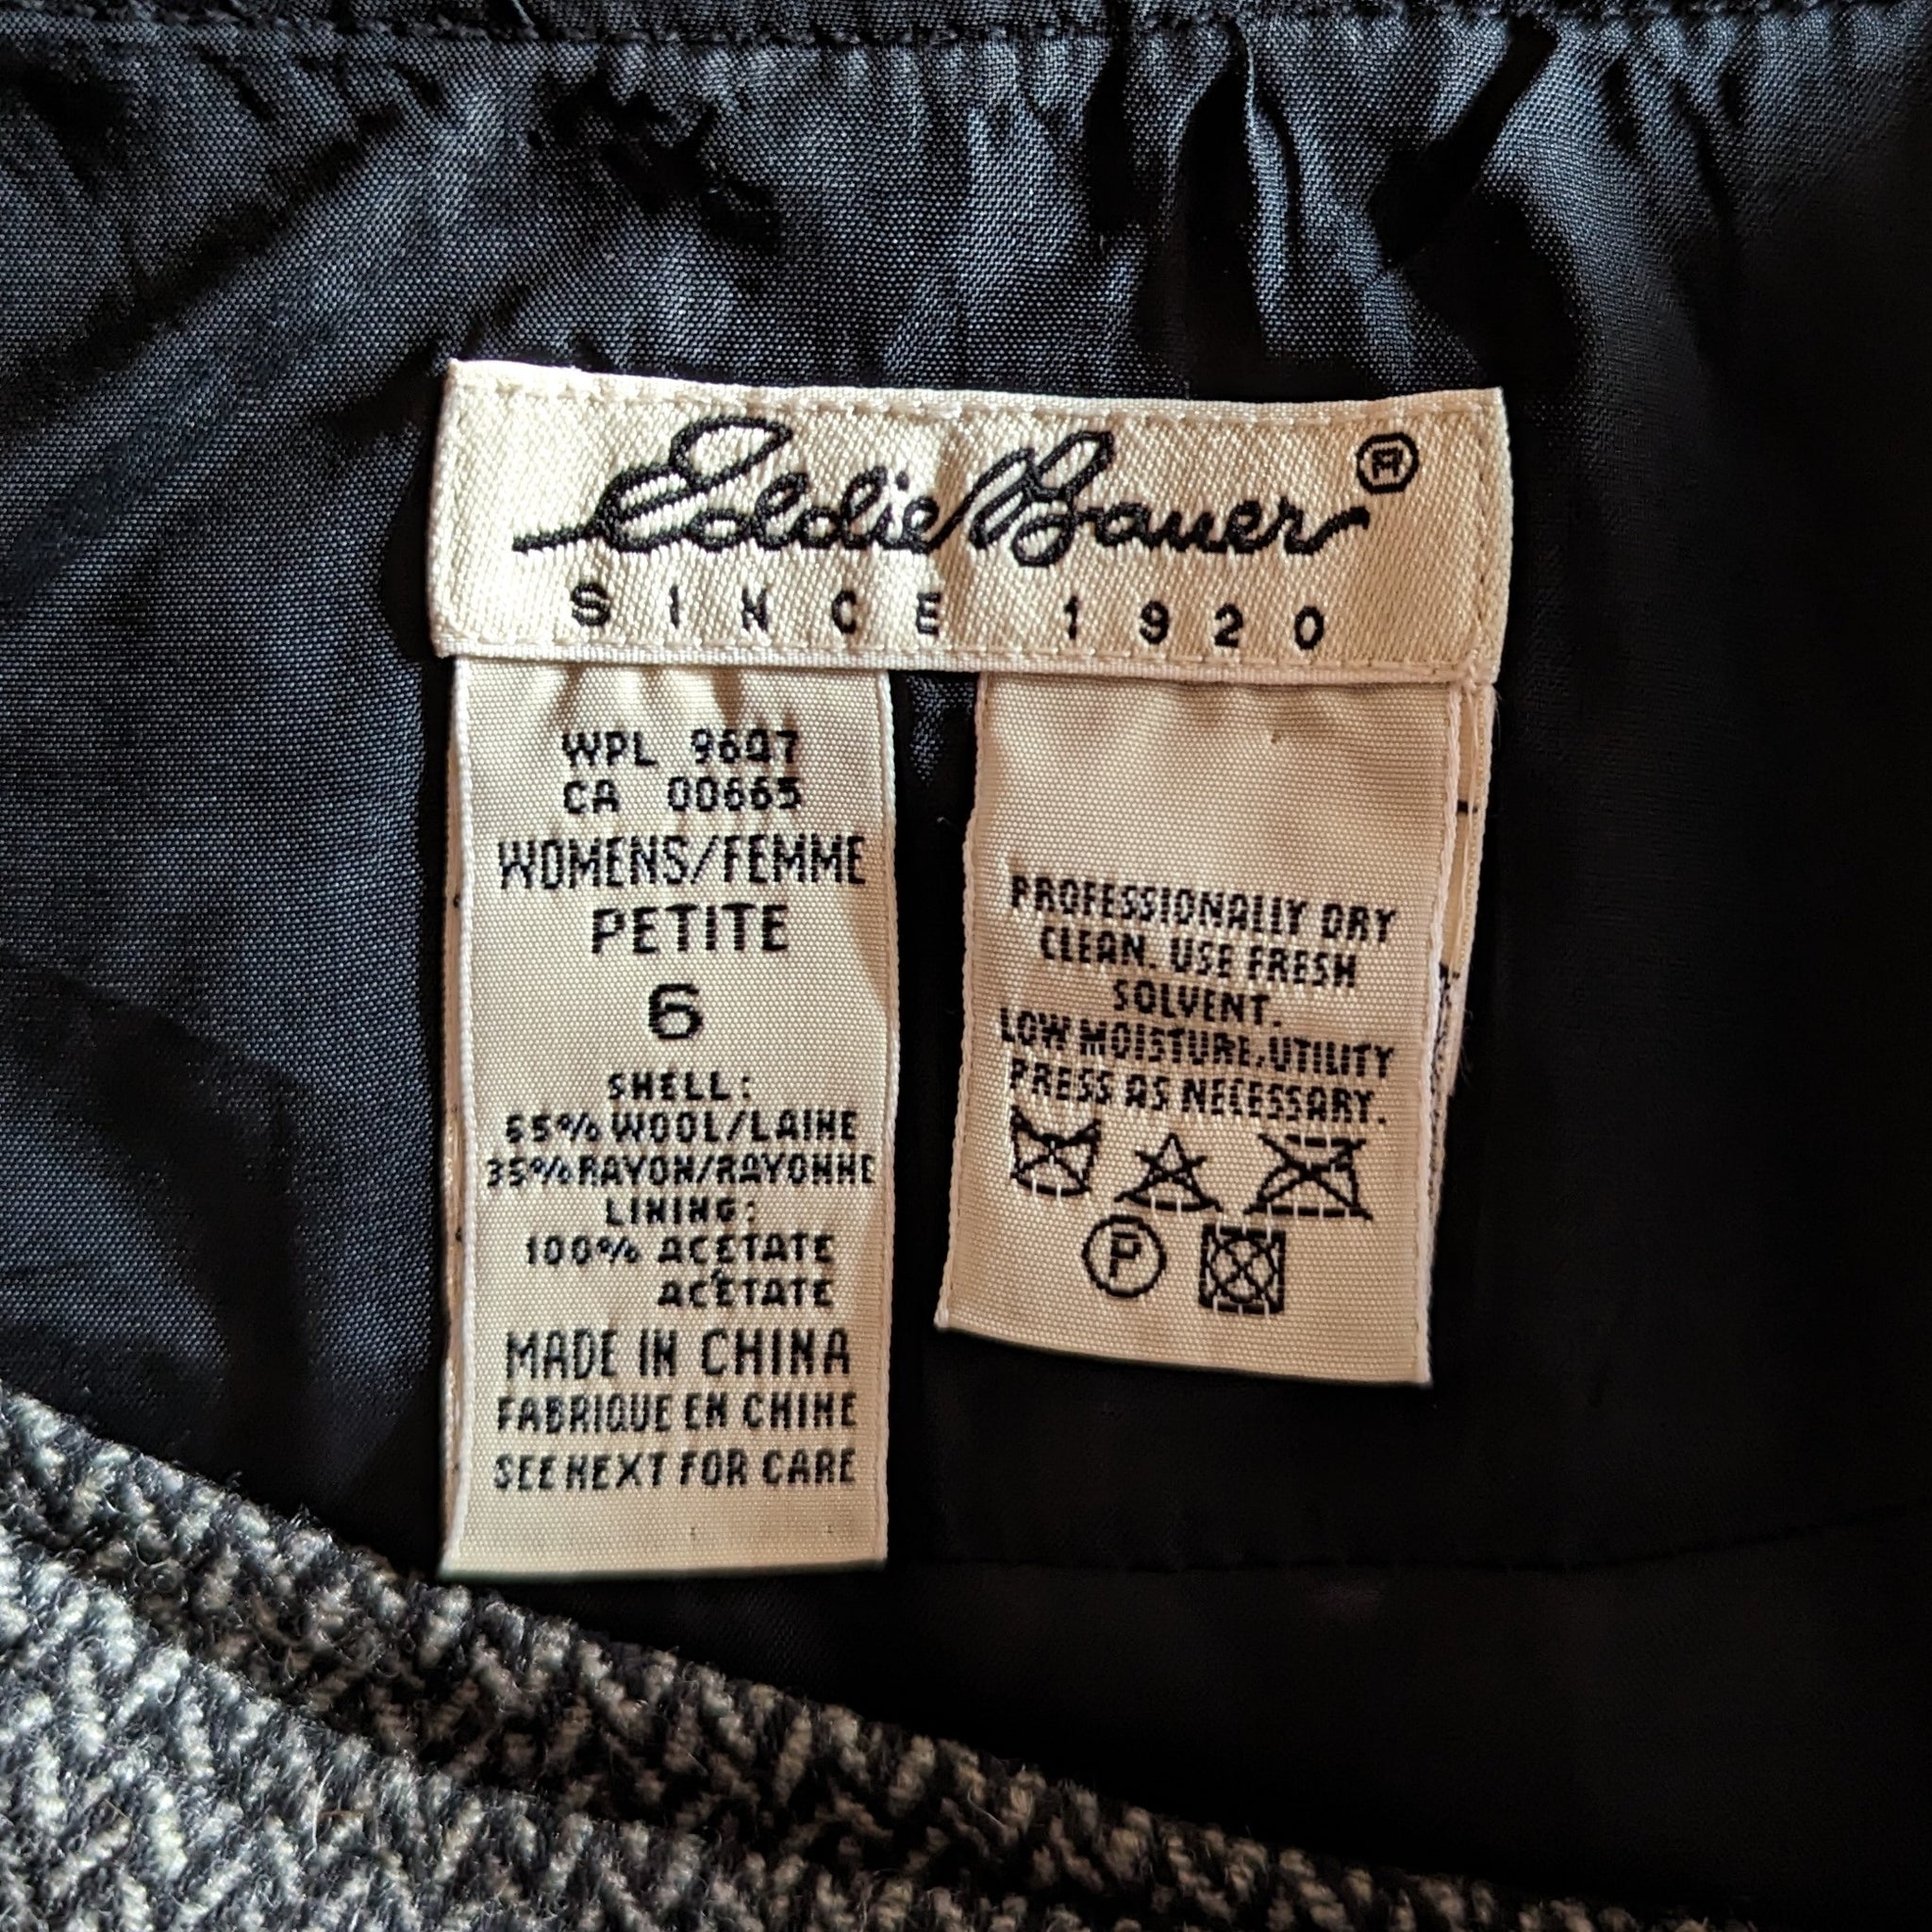 Eddie Bauer®
SINCE 1920
WPL 9607
CA 00665
WOMENS/FEMME
PETITE
6
SHELL:
65% WOOL/LAINE
35% RAYON/RAYONNE
LINING:
100% ACETATE
ACÉTATE
MADE IN CHINA
FABRIQUE EN CHINE
SEE NEXT FOR CARE
PROFESSIONALLY DRY
CLEAN. USE FRESH
SOLVENT.
LOW MOISTURE, UTILITY
PRESS AS NECESSARY.
P